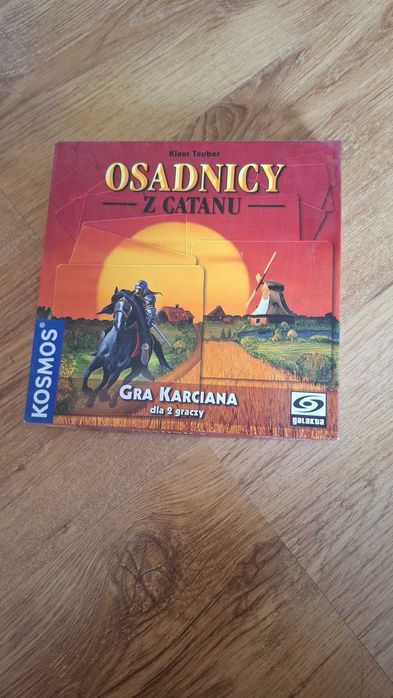 Klaus Teuber
OSADNICY
Z CATANU
KOSMOS®
GRA KARCIANA
dla 2 graczy
galakta